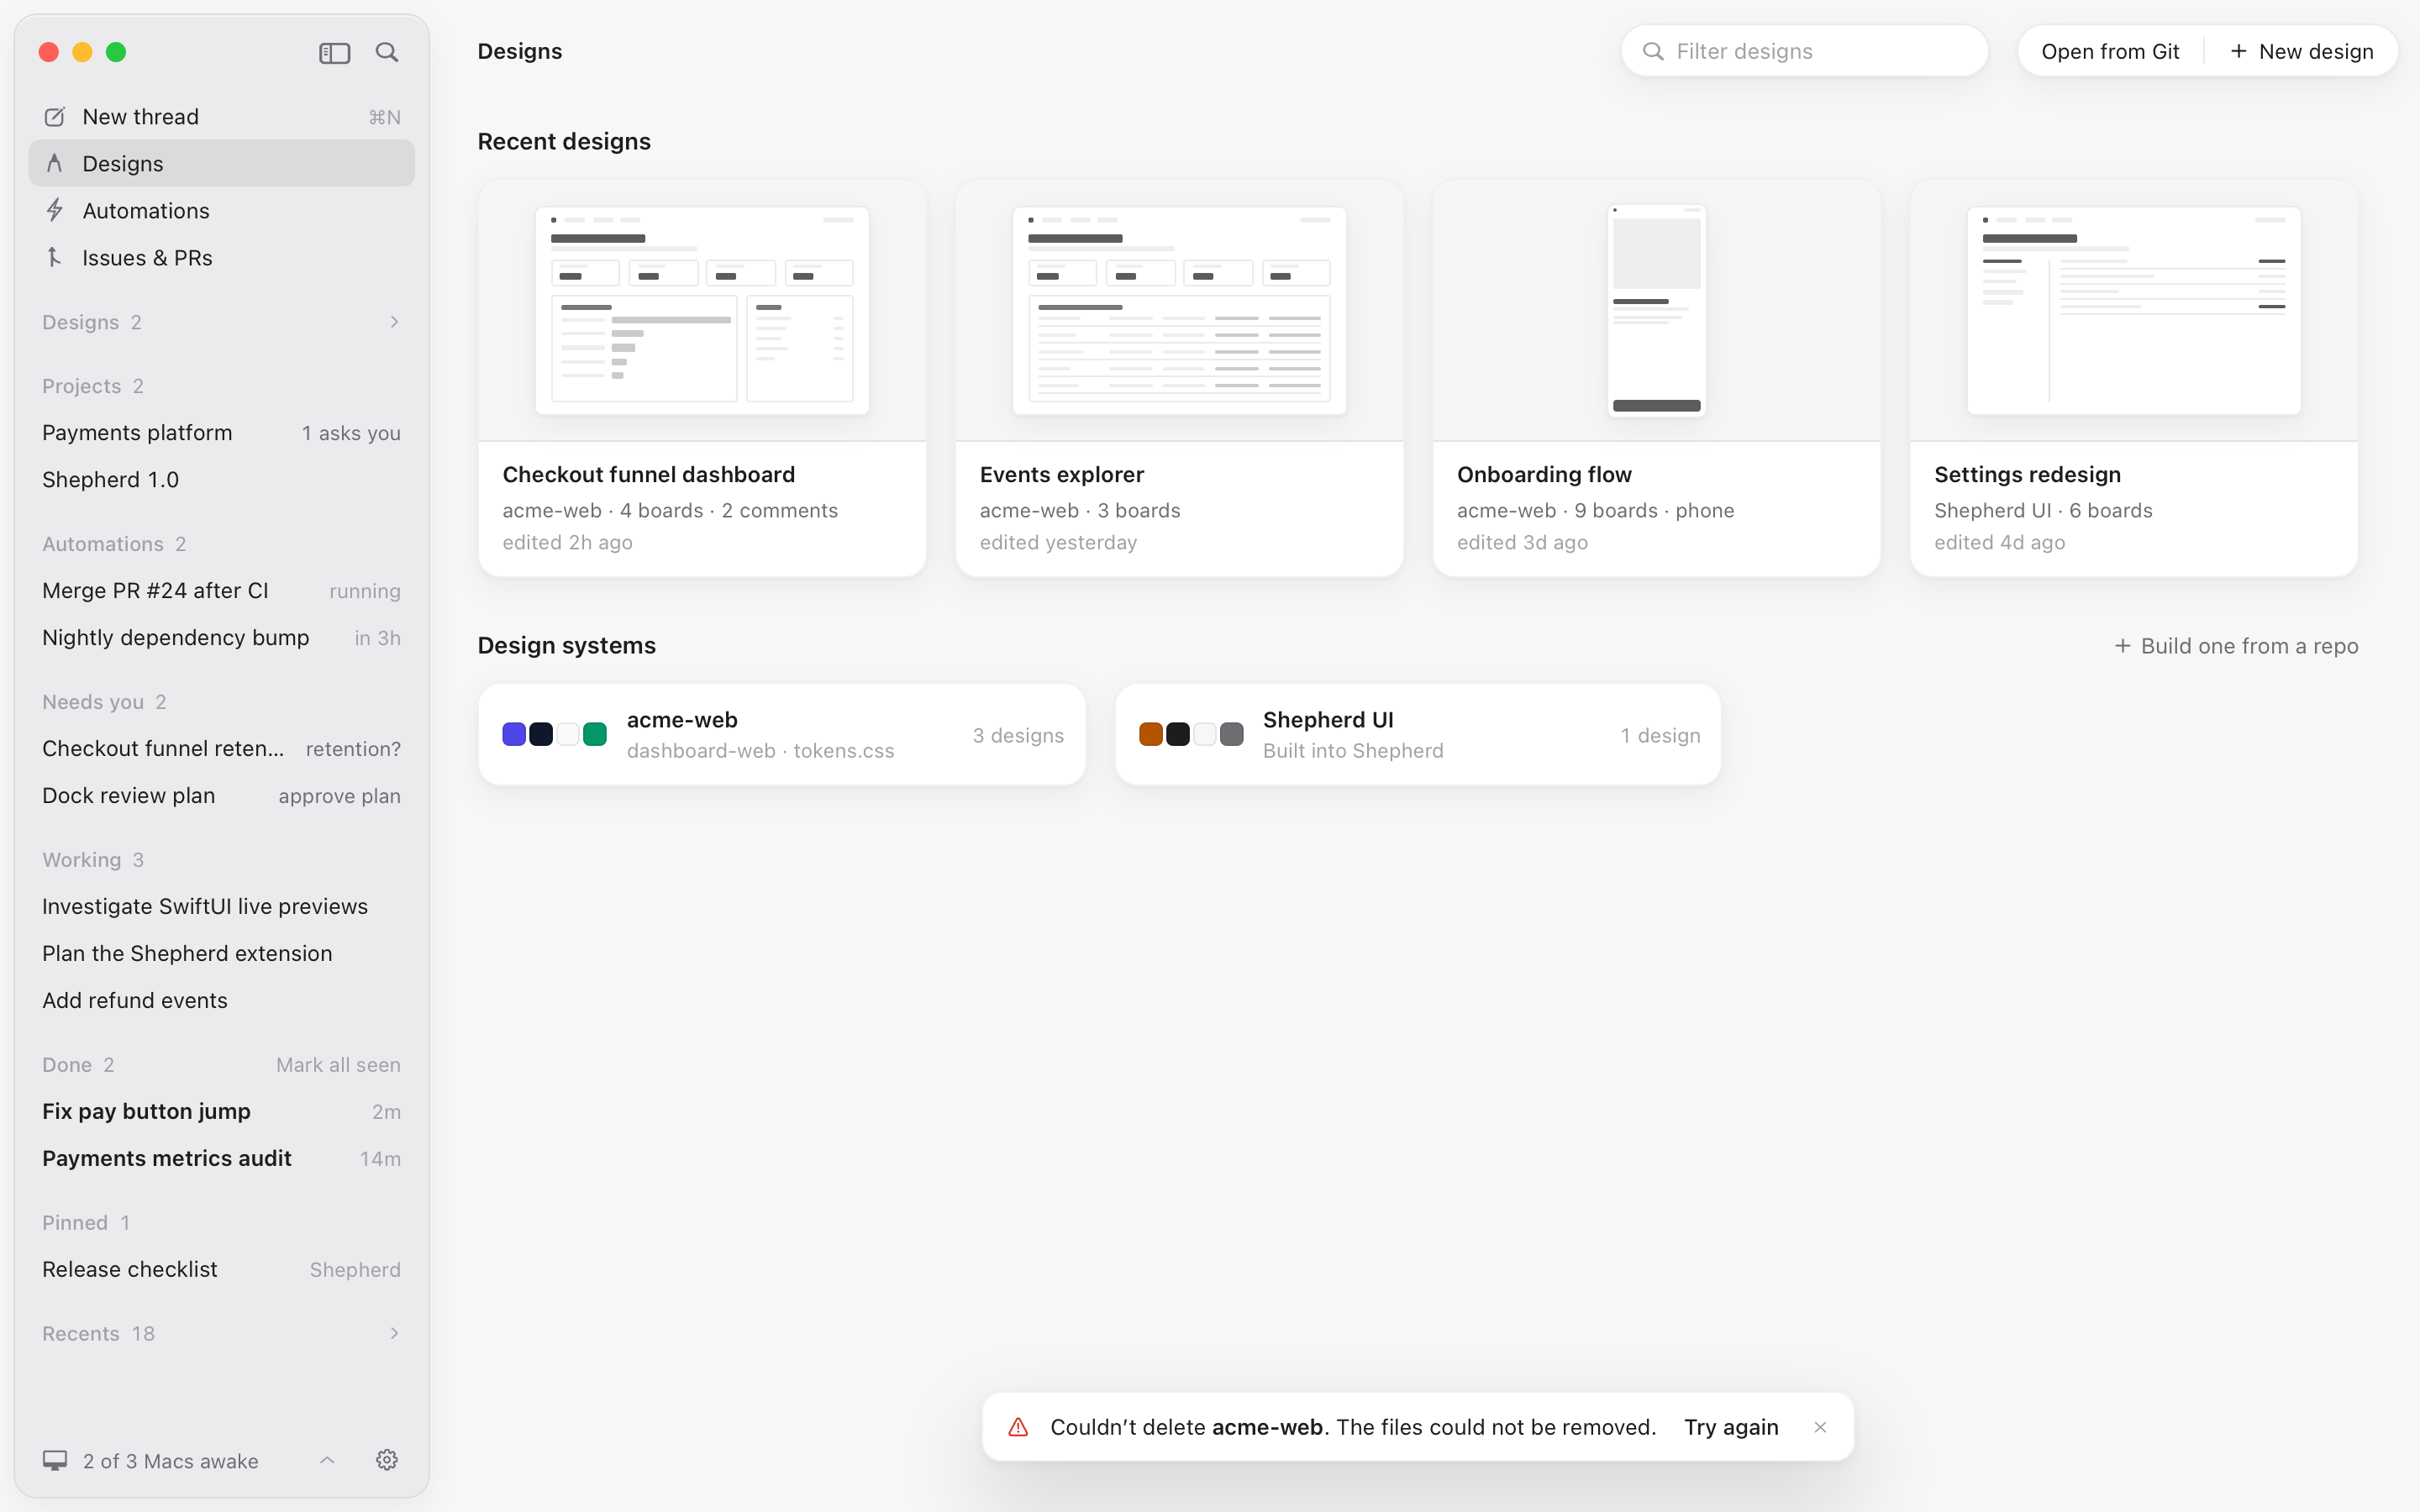 New thread ⌘N
Designs
Automations
Issues & PRs
Designs 2
Projects 2
Payments platform 1 asks you
Shepherd 1.0
Automations 2
Merge PR #24 after CI running
Nightly dependency bump in 3h
Needs you 2
Checkout funnel reten... retention?
Dock review plan approve plan
Working 3
Investigate SwiftUI live previews
Plan the Shepherd extension
Add refund events
Done 2 Mark all seen
Fix pay button jump 2m
Payments metrics audit 14m
Pinned 1
Release checklist Shepherd
Recents 18
2 of 3 Macs awake
Designs
Filter designs
Open from Git
+ New design
Recent designs
Checkout funnel dashboard
acme-web · 4 boards · 2 comments
edited 2h ago
Events explorer
acme-web · 3 boards
edited yesterday
Onboarding flow
acme-web · 9 boards · phone
edited 3d ago
Settings redesign
Shepherd UI · 6 boards
edited 4d ago
Design systems
+ Build one from a repo
acme-web
dashboard-web · tokens.css
3 designs
Shepherd UI
Built into Shepherd
1 design
Couldn’t delete acme-web. The files could not be removed. Try again